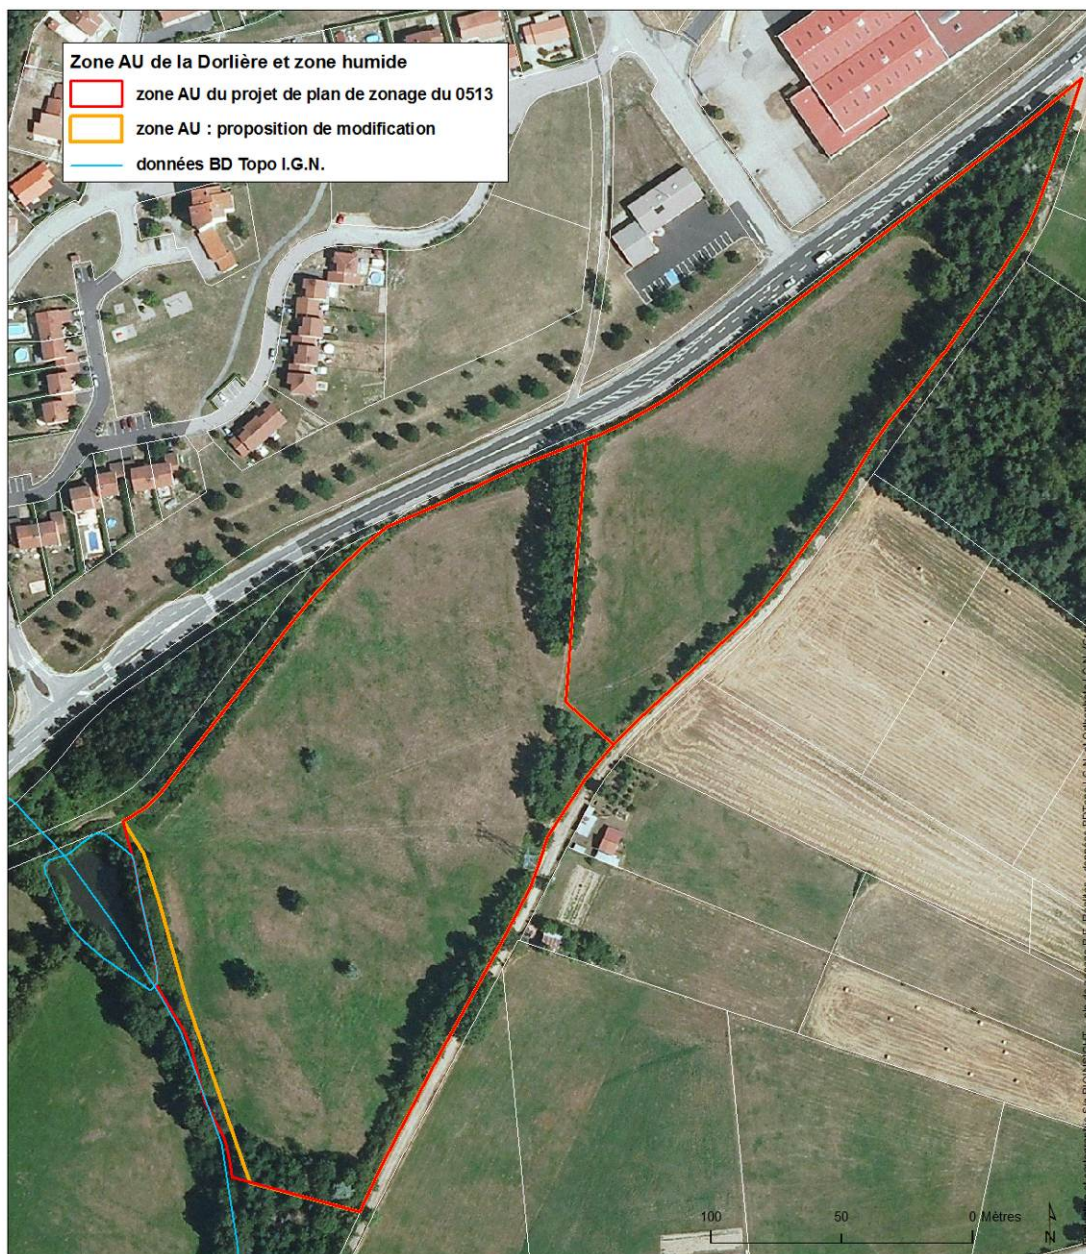 Zone AU de la Dorlière et zone humide
zone AU du projet de plan de zonage du 0513
zone AU : proposition de modification
données BD Topo I.G.N.
100 50 0 Mètres
N